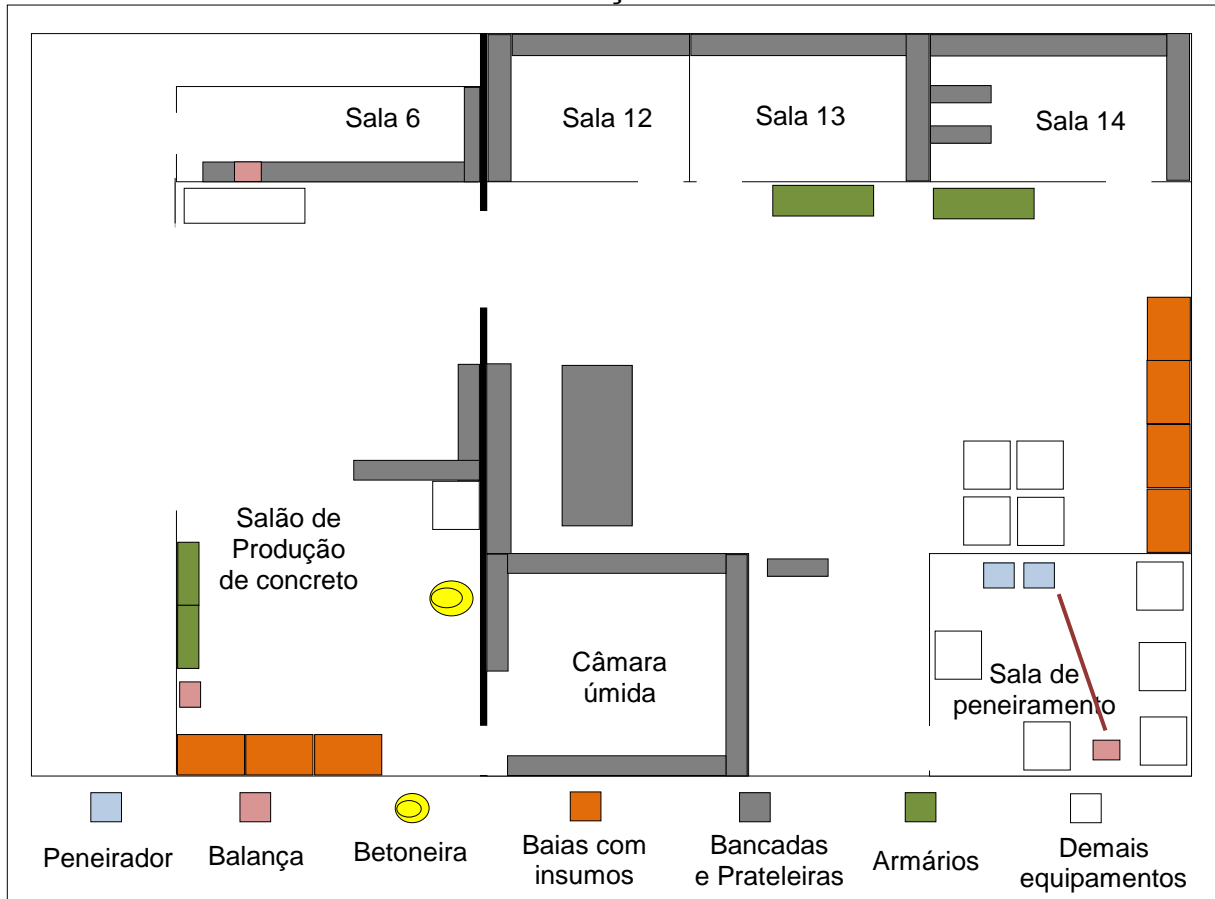 Sala 6
Sala 12
Sala 13
Sala 14
Salão de
Produção
de concreto
Câmara
úmida
Sala de
peneiramento
Peneirador
Balança
Betoneira
Baias com
insumos
Bancadas
e Prateleiras
Armários
Demais
equipamentos